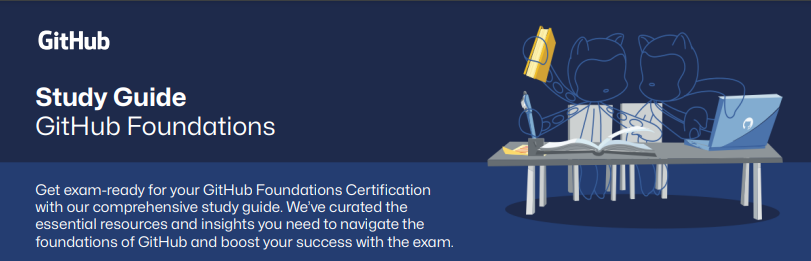 GitHub
Study Guide
GitHub Foundations
Get exam-ready for your GitHub Foundations Certification
with our comprehensive study guide. We’ve curated the
essential resources and insights you need to navigate the
foundations of GitHub and boost your success with the exam.